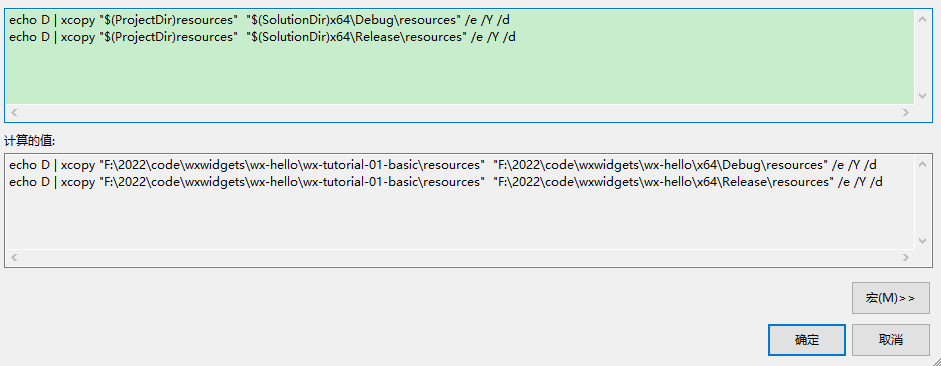 echo D | xcopy "$(ProjectDir)resources"  "$(SolutionDir)x64\Debug\resources" /e /Y /d
echo D | xcopy "$(ProjectDir)resources"  "$(SolutionDir)x64\Release\resources" /e /Y /d
计算的值:
echo D | xcopy "F:\2022\code\wxwidgets\wx-hello\wx-tutorial-01-basic\resources"  "F:\2022\code\wxwidgets\wx-hello\x64\Debug\resources" /e /Y /d
echo D | xcopy "F:\2022\code\wxwidgets\wx-hello\wx-tutorial-01-basic\resources"  "F:\2022\code\wxwidgets\wx-hello\x64\Release\resources" /e /Y /d
宏(M)>>
确定
取消